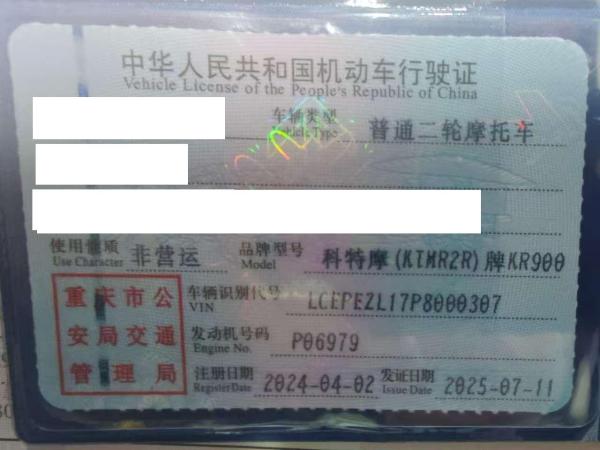 中华人民共和国机动车行驶证
Vehicle License of the People's Republic of China
车辆类型 普通二轮摩托车
Vehicle Type
使用性质 非营运 品牌型号 科特摩(KTMR2R)牌KR900
Use Character Model
重庆市公安局交通管理局
车辆识别代号 LCEPEZL17P8000307
VIN
发动机号码 P06979
Engine No.
注册日期 2024-04-02 发证日期 2025-07-11
Register Date Issue Date